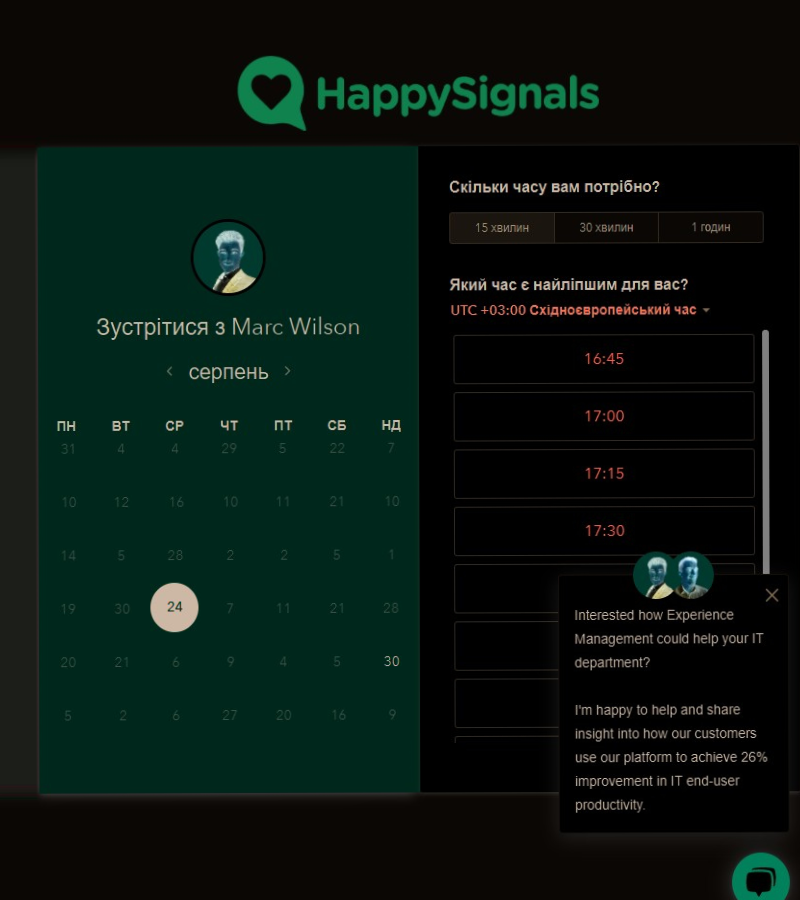 HappySignals
Зустрітися з Marc Wilson
серпень
ПН ВТ СР ЧТ ПТ СБ НД
31 4 4 29 5 22 7
10 12 16 10 11 21 10
14 5 28 2 2 5 1
19 30 24 7 11 21 28
20 21 6 9 4 5 30
5 2 6 27 20 16 9
Скільки часу вам потрібно?
15 хвилин 30 хвилин 1 годин
Який час є найліпшим для вас?
UTC +03:00 Східноєвропейський час
16:45
17:00
17:15
17:30
Interested how Experience
Management could help your IT
department?
I'm happy to help and share
insight into how our customers
use our platform to achieve 26%
improvement in IT end-user
productivity.